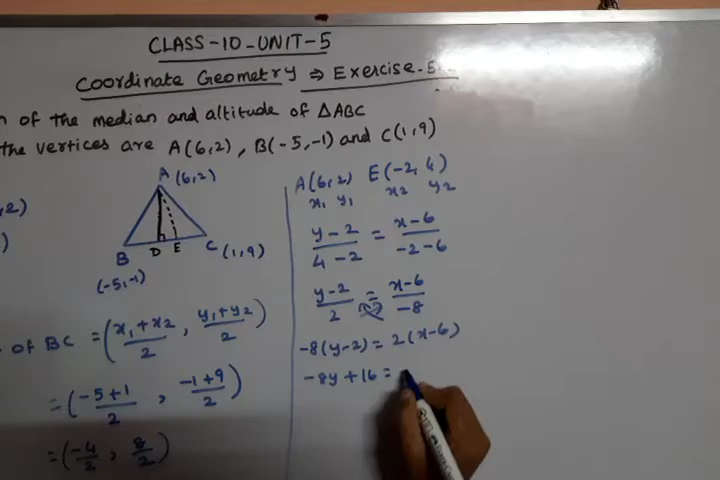 CLASS-10-UNIT-5
Coordinate Geometry ⇒ Exercise-5
of the median and altitude of ΔABC
the vertices are A(6,2), B(-5,-1) and C(1,9)
A (6,2)
B
D
E
C (1,9)
(-5,-1)
of BC = (x₁+x₂/2, y₁+y₂/2)
= (-5+1/2, -1+9/2)
= (-4/2, 8/2)
A(6,2) E(-2,4)
x₁ y₁ x₂ y₂
y-2/4-2 = x-6/-2-6
y-2/2 = x-6/-8
-8(y-2) = 2(x-6)
-8y+16 =